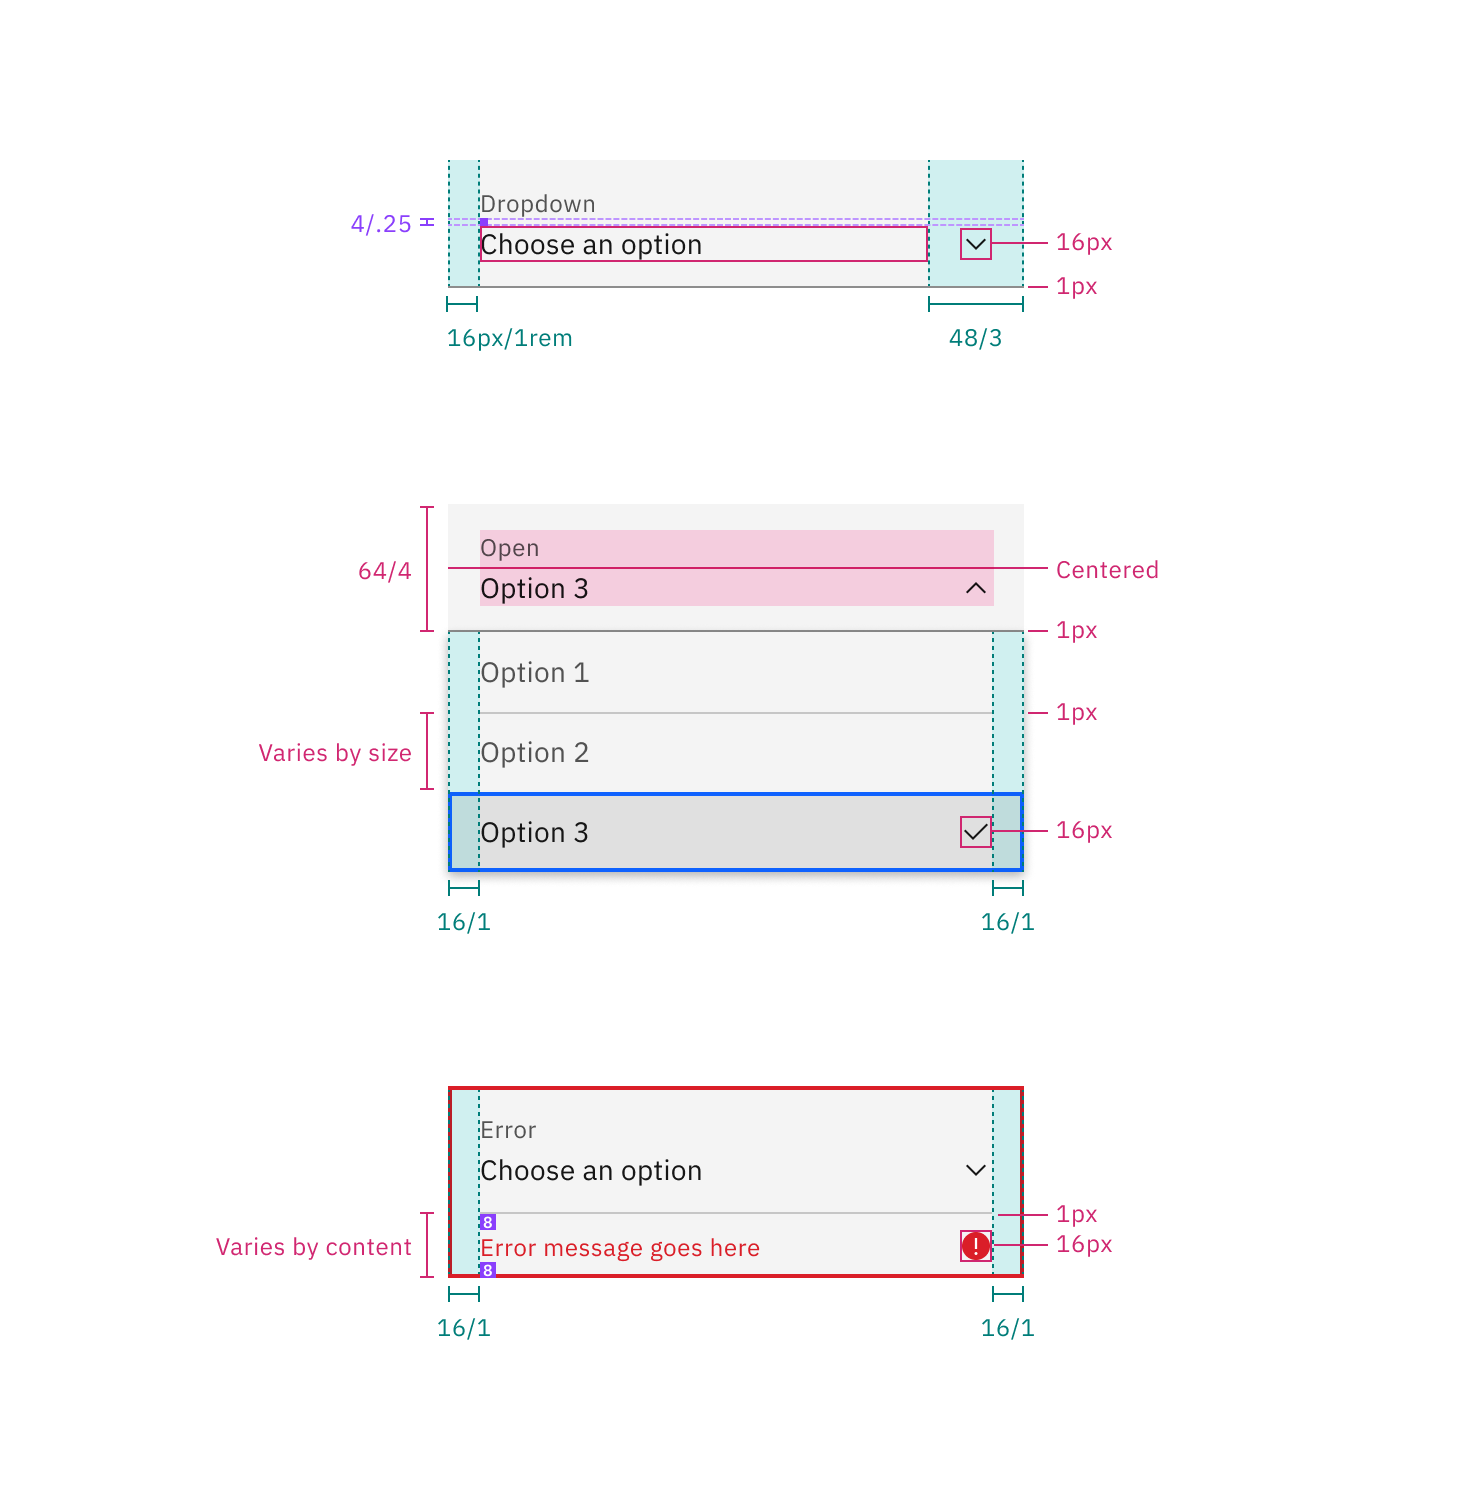 Dropdown
4/.25
Choose an option
16px
1px
16px/1rem
48/3
Open
64/4
Centered
Option 3
1px
Option 1
1px
Varies by size
Option 2
Option 3
16px
16/1
16/1
Error
Choose an option
8
1px
Varies by content
Error message goes here
!
16px
8
16/1
16/1